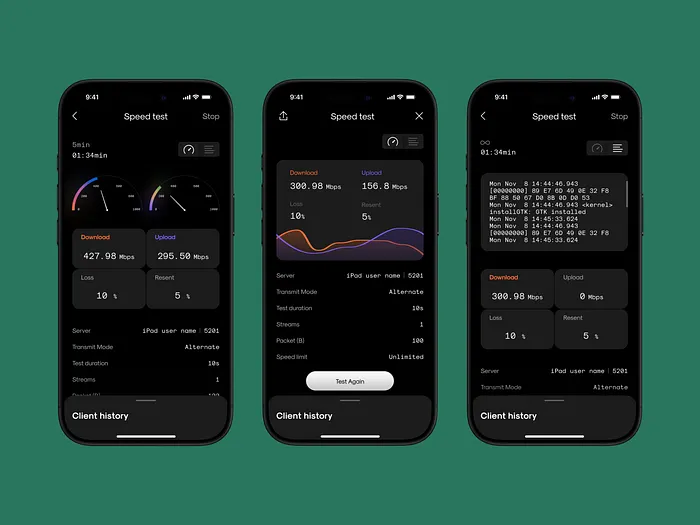 9:41
Speed test
Stop
5min
01:34min
400
600
0
1000
400
600
0
1000
Download
427.98 Mbps
Upload
295.50 Mbps
Loss
10 %
Resent
5 %
Server iPad user name | 5201
Transmit Mode Alternate
Test duration 10s
Streams 1
Packet (B) 100
Client history
9:41
Speed test
Download
300.98 Mbps
Upload
156.8 Mbps
Loss
10%
Resent
5%
Server iPad user name | 5201
Transmit Mode Alternate
Test duration 10s
Streams 1
Packet (B) 100
Speed limit Unlimited
Test Again
Client history
9:41
Speed test
Stop
∞
01:34min
Mon Nov 8 14:44:46.943
[00000000] 89 E7 6D 49 0E 32 F8
BF 88 50 67 D0 8B 0D D0 53
Mon Nov 8 14:44:46.943 <kernel>
installGTK: GTK installed
Mon Nov 8 14:45:33.624
Mon Nov 8 14:44:46.943
[00000000] 89 E7 6D 49 0E 32 F8
Mon Nov 8 14:45:33.624
Download
300.98 Mbps
Upload
0 Mbps
Loss
10 %
Resent
5 %
Server iPad user name | 5201
Transmit Mode Alternate
Client history